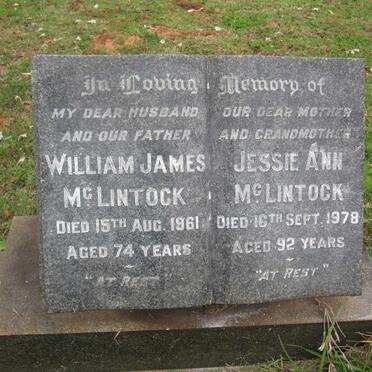 In Loving Memory of
MY DEAR HUSBAND
AND OUR FATHER
WILLIAM JAMES
McLINTOCK
DIED 15TH AUG. 1961
AGED 74 YEARS
"AT REST"
OUR DEAR MOTHER
AND GRANDMOTHER
JESSIE ANN
McLINTOCK
DIED 16TH SEPT. 1978
AGED 92 YEARS
"AT REST"